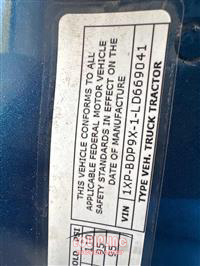 THIS VEHICLE CONFORMS TO ALL
APPLICABLE FEDERAL MOTOR VEHICLE
SAFETY STANDARDS IN EFFECT ON THE
DATE OF MANUFACTURE
VIN 1XP-BDP9X-1-LD669041
TYPE VEH. TRUCK TRACTOR